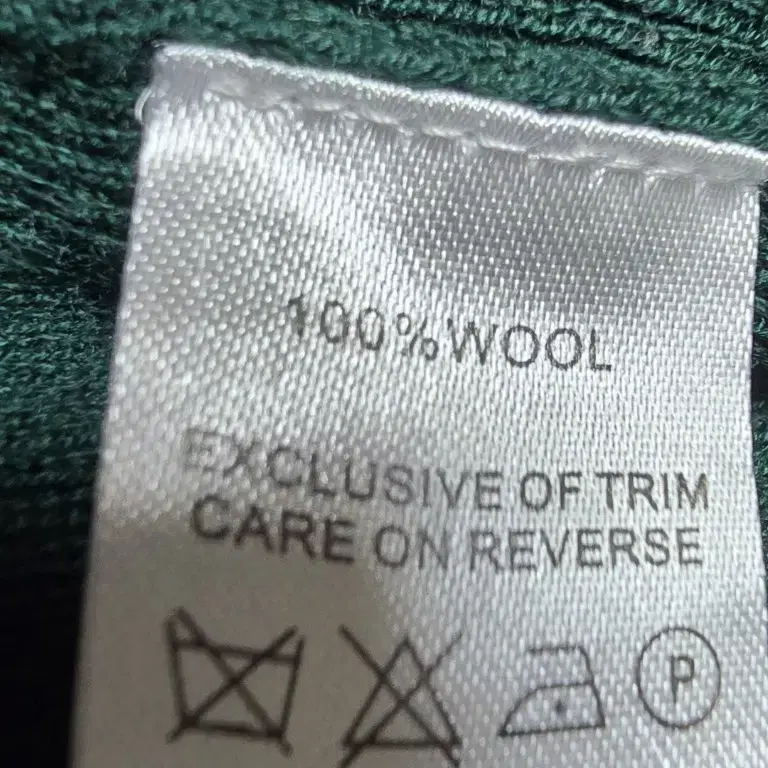 100%WOOL
EXCLUSIVE OF TRIM
CARE ON REVERSE
P